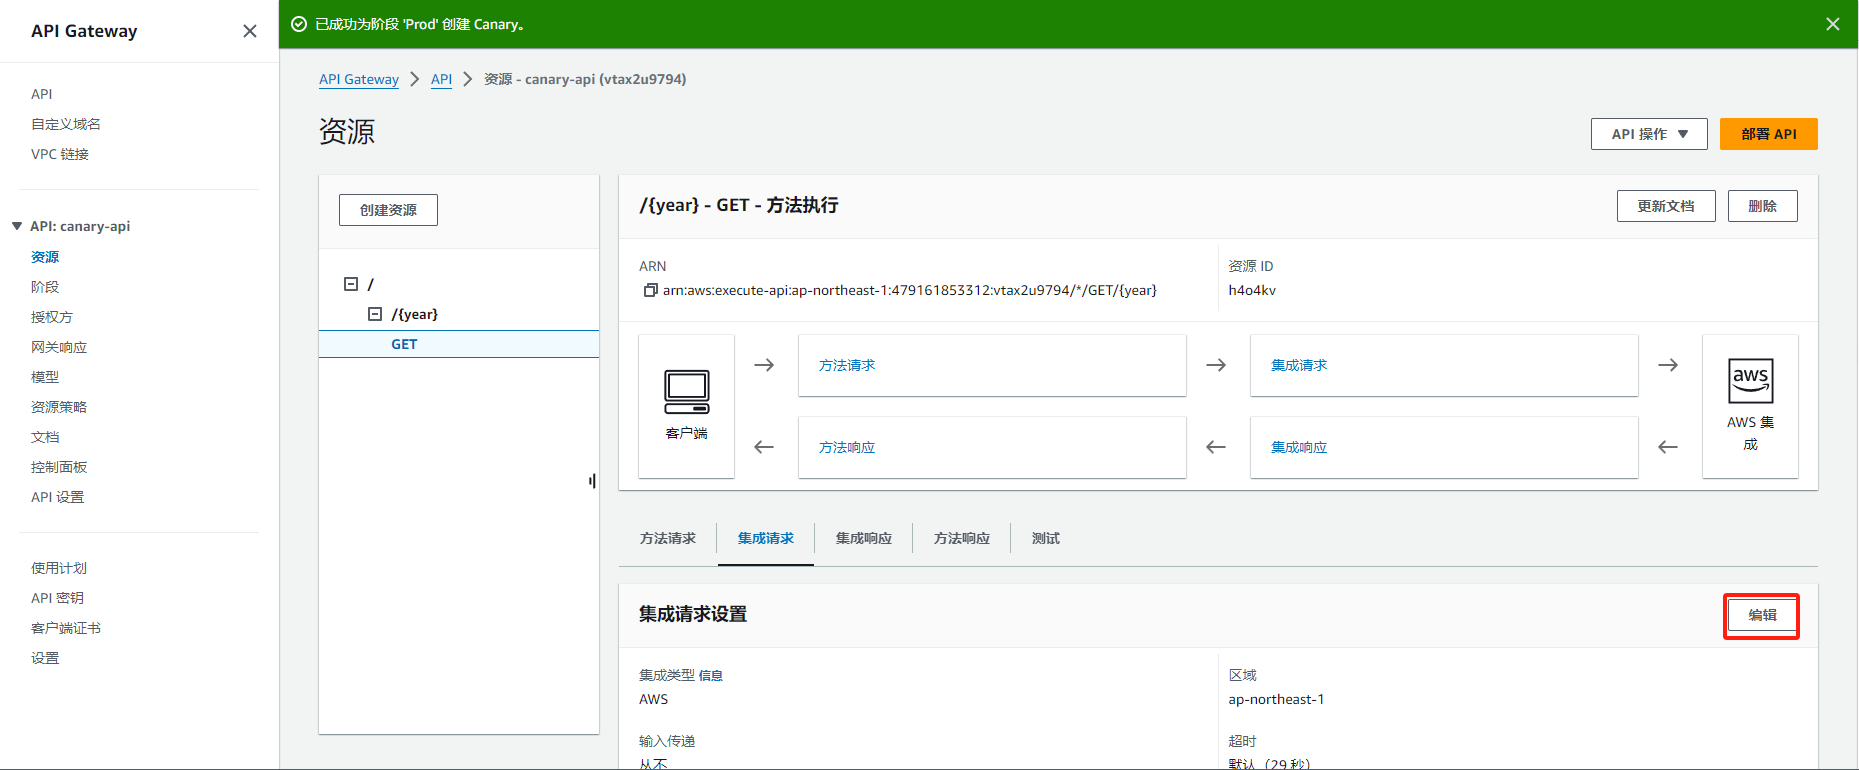 API Gateway
已成功为阶段 'Prod' 创建 Canary。
API
自定义域名
VPC 链接
API: canary-api
资源
阶段
授权方
网关响应
模型
资源策略
文档
控制面板
API 设置
使用计划
API 密钥
客户端证书
设置
API Gateway
API
资源 - canary-api (vtax2u9794)
资源
API 操作
部署 API
创建资源
/
/{year}
GET
/{year} - GET - 方法执行
更新文档
删除
ARN
arn:aws:execute-api:ap-northeast-1:479161853312:vtax2u9794/*/GET/{year}
资源 ID
h4o4kv
客户端
方法请求
集成请求
方法响应
集成响应
aws
AWS 集
成
方法请求
集成请求
集成响应
方法响应
测试
集成请求设置
编辑
集成类型 信息
AWS
区域
ap-northeast-1
输入传递
从不
超时
默认（29 秒）